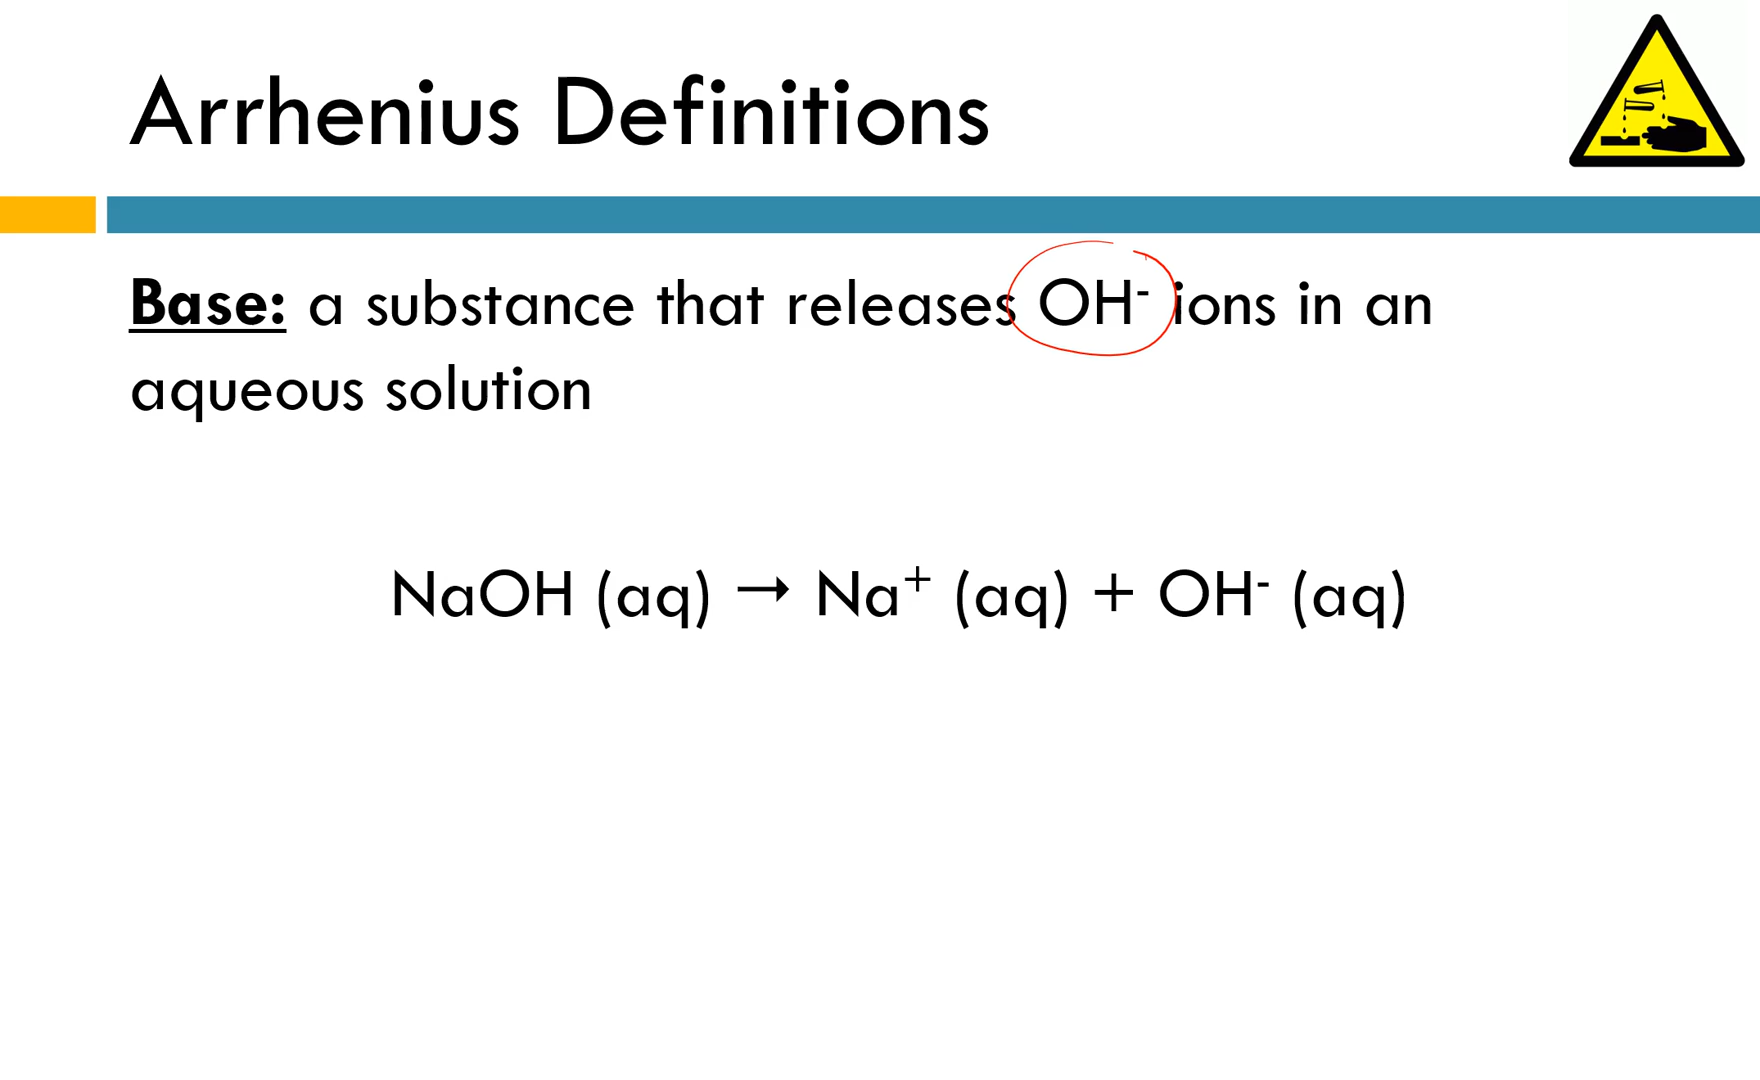 Arrhenius Definitions
Base: a substance that releases OH⁻ ions in an
aqueous solution
NaOH (aq) → Na⁺ (aq) + OH⁻ (aq)